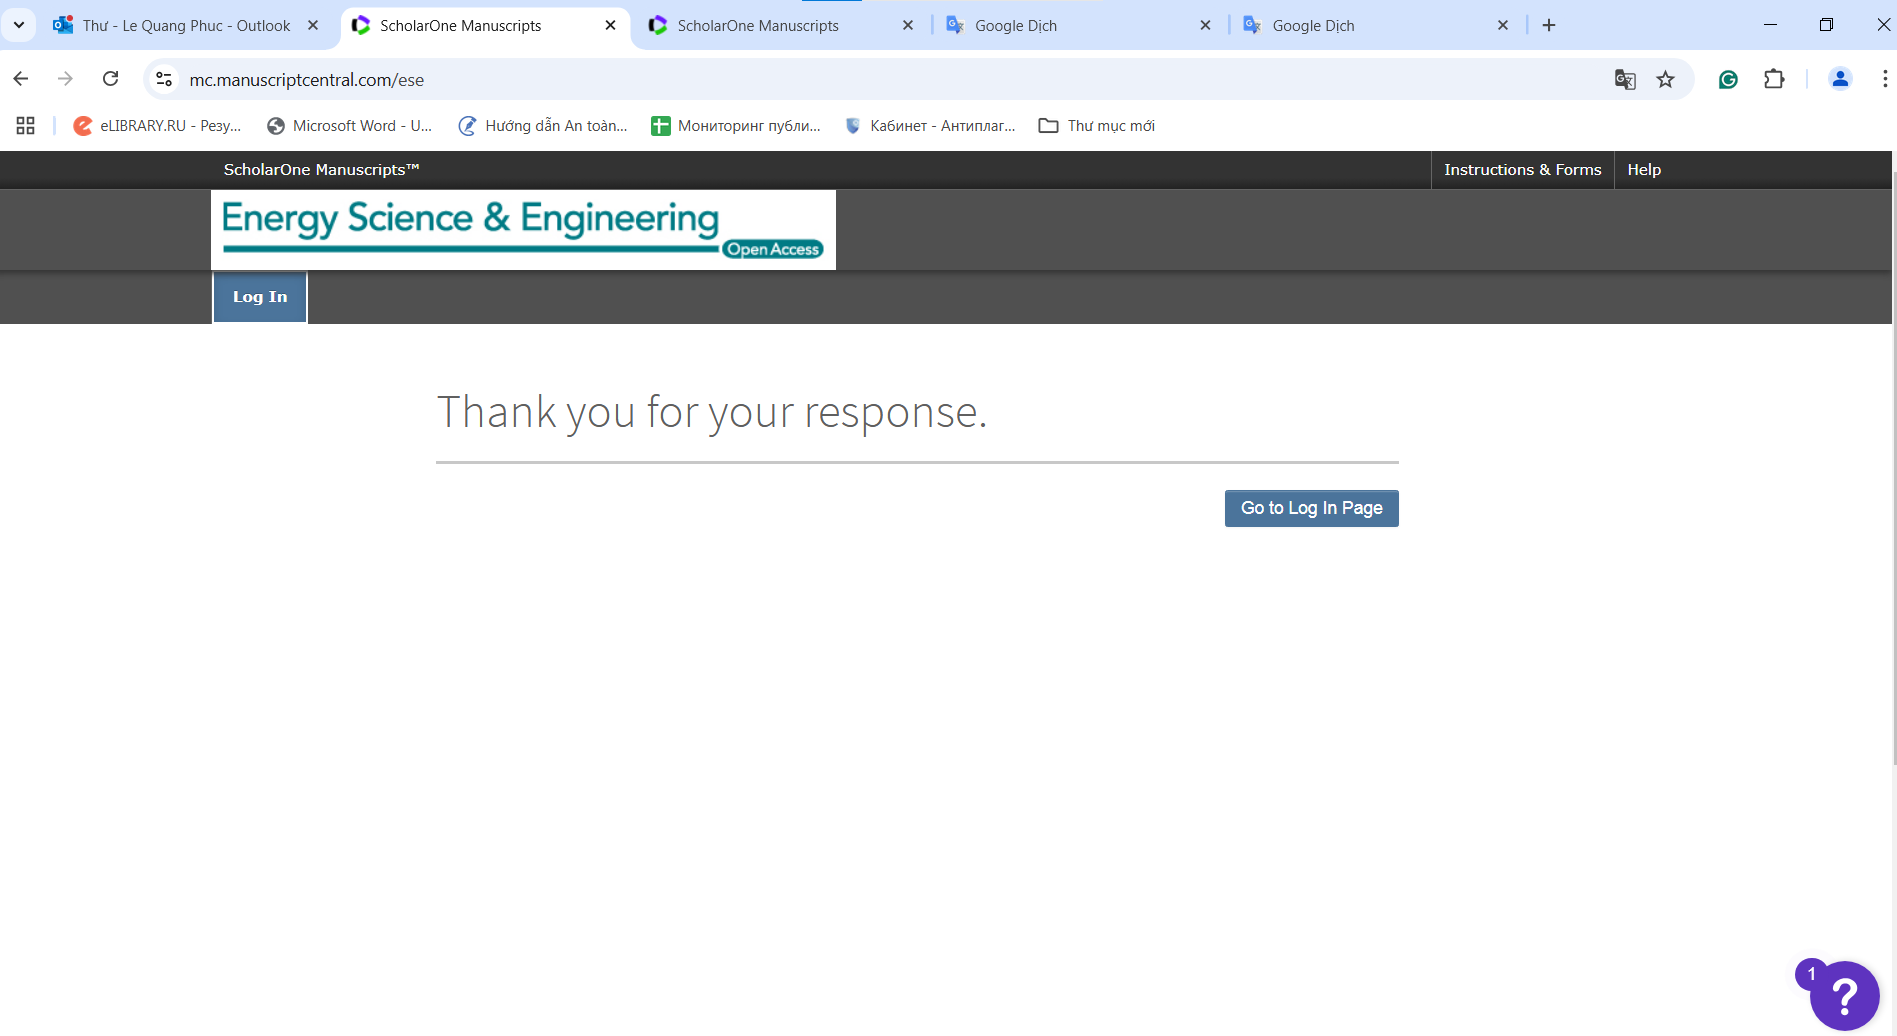 Thư - Le Quang Phuc - Outlook
ScholarOne Manuscripts
ScholarOne Manuscripts
Google Dịch
Google Dịch
mc.manuscriptcentral.com/ese
eLIBRARY.RU - Резу...
Microsoft Word - U...
Hướng dẫn An toàn...
Мониторинг публи...
Кабинет - Антиплаг...
Thư mục mới
ScholarOne Manuscripts™
Instructions & Forms
Help
Energy Science & Engineering
Open Access
Log In
Thank you for your response.
Go to Log In Page
1
?